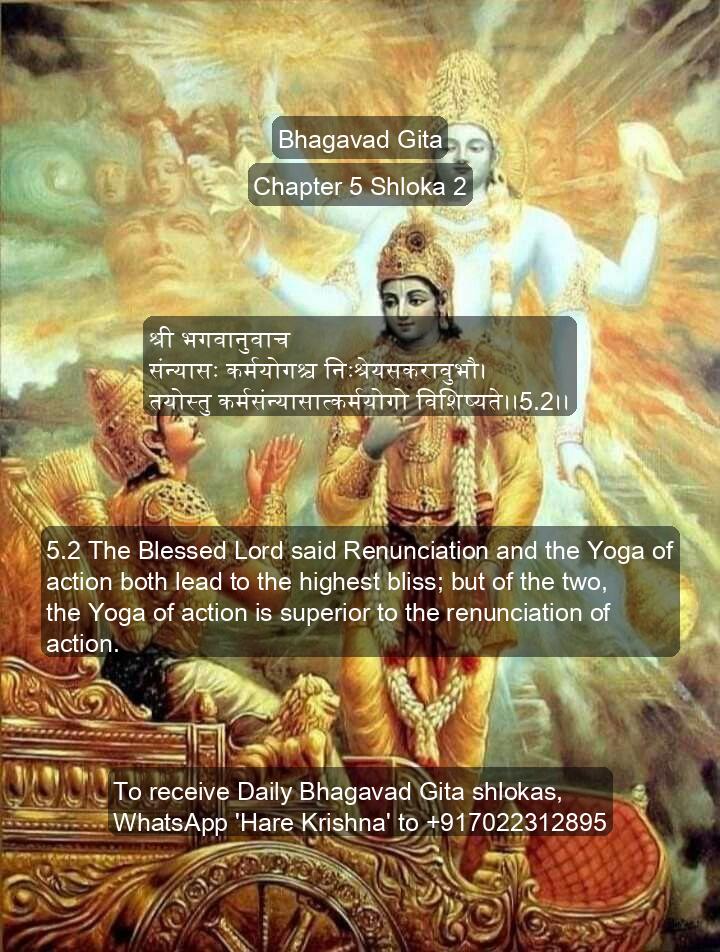 Bhagavad Gita
Chapter 5 Shloka 2
श्री भगवानुवाच
संन्यासः कर्मयोगश्च निःश्रेयसकरावुभौ।
तयोस्तु कर्मसंन्यासात्कर्मयोगो विशिष्यते।।5.2।।
5.2 The Blessed Lord said Renunciation and the Yoga of
action both lead to the highest bliss; but of the two,
the Yoga of action is superior to the renunciation of
action.
To receive Daily Bhagavad Gita shlokas,
WhatsApp 'Hare Krishna' to +917022312895